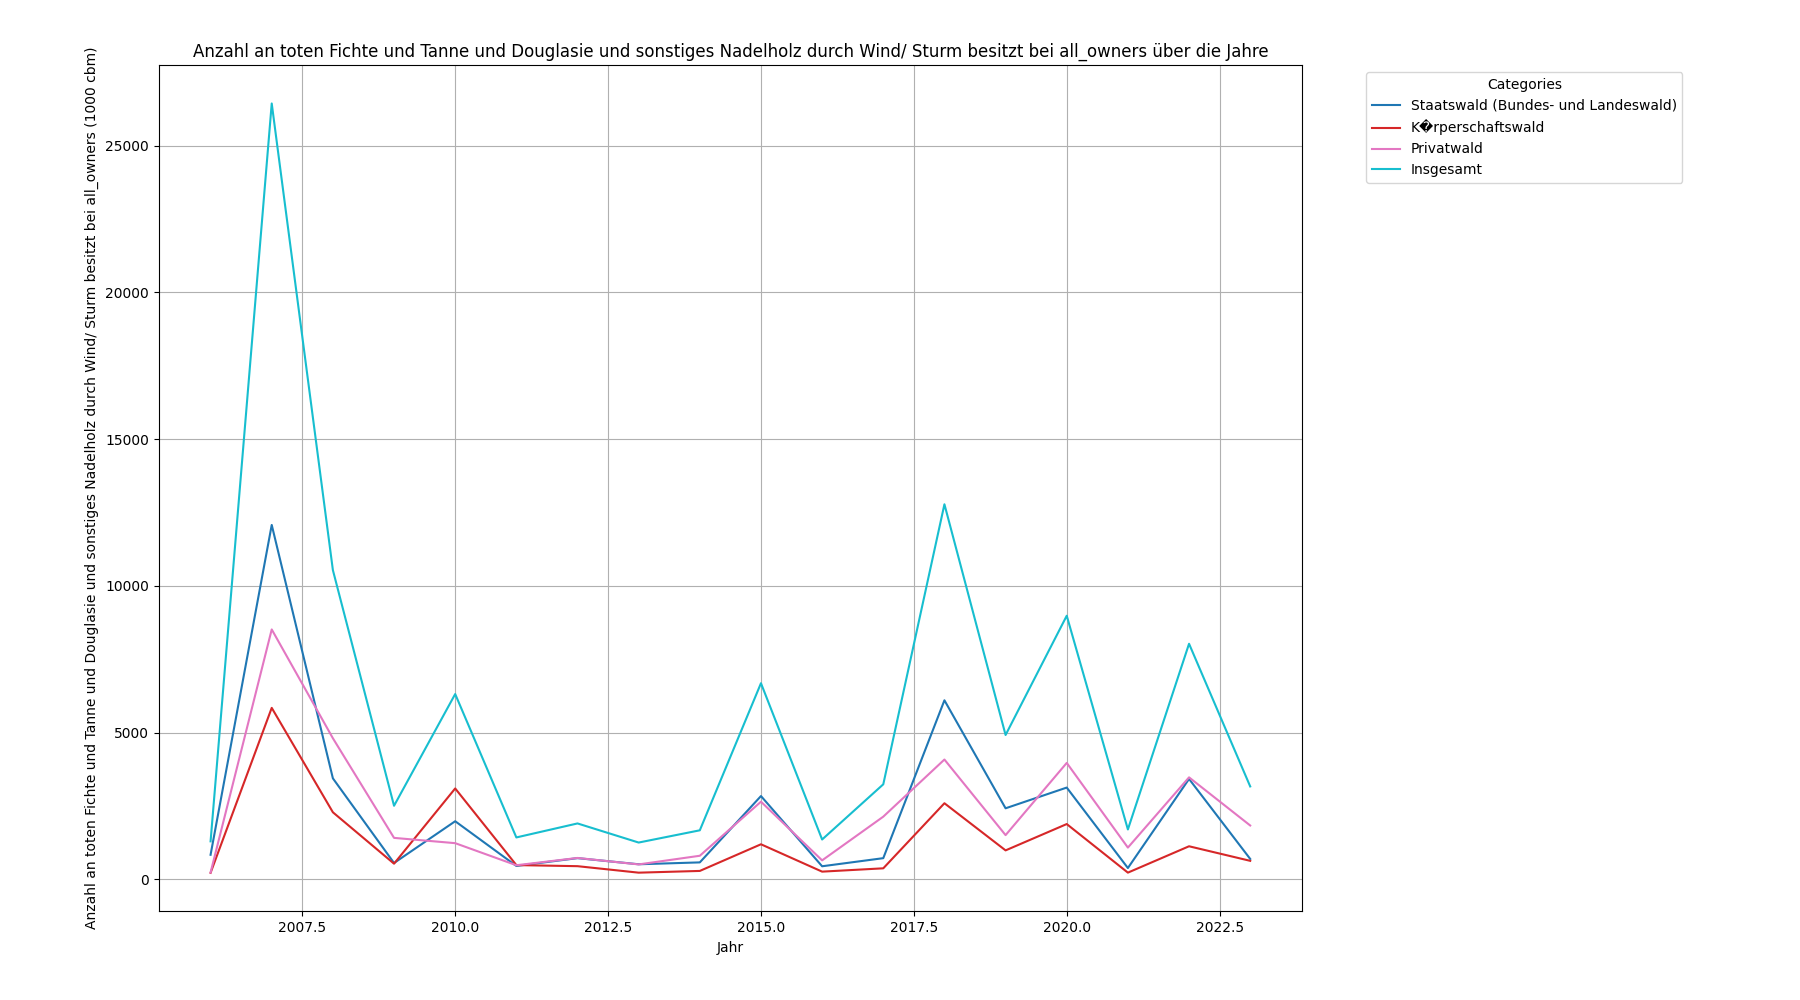 Anzahl an toten Fichte und Tanne und Douglasie und sonstiges Nadelholz durch Wind/ Sturm besitzt bei all_owners über die Jahre
Anzahl an toten Fichte und Tanne und Douglasie und sonstiges Nadelholz durch Wind/ Sturm besitzt bei all_owners (1000 cbm)
25000
20000
15000
10000
5000
0
2007.5 2010.0 2012.5 2015.0 2017.5 2020.0 2022.5
Jahr
Categories
Staatswald (Bundes- und Landeswald)
K�rperschaftswald
Privatwald
Insgesamt